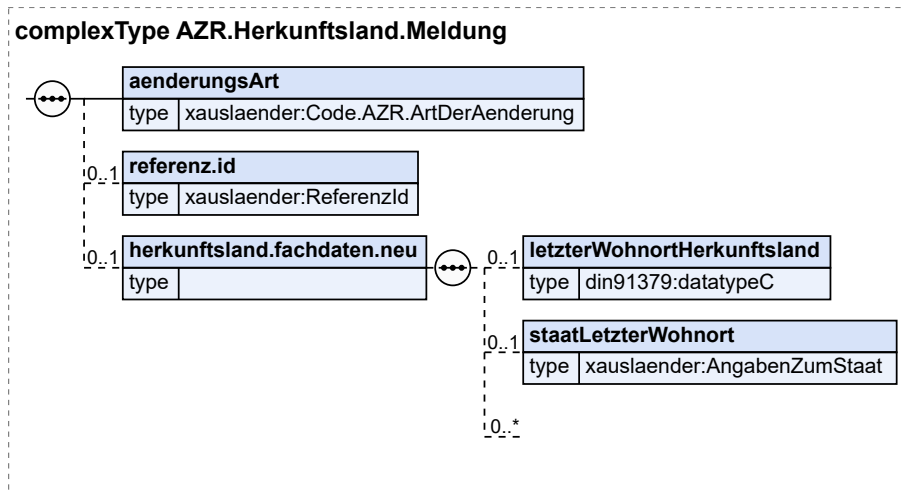 complexType AZR.Herkunftsland.Meldung
aenderungsArt
type xauslaender:Code.AZR.ArtDerAenderung
0..1 referenz.id
type xauslaender:ReferenzId
0..1 herkunftsland.fachdaten.neu
type
0..1 letzterWohnortHerkunftsland
type din91379:datatypeC
0..1 staatLetzterWohnort
type xauslaender:AngabenZumStaat
0..*